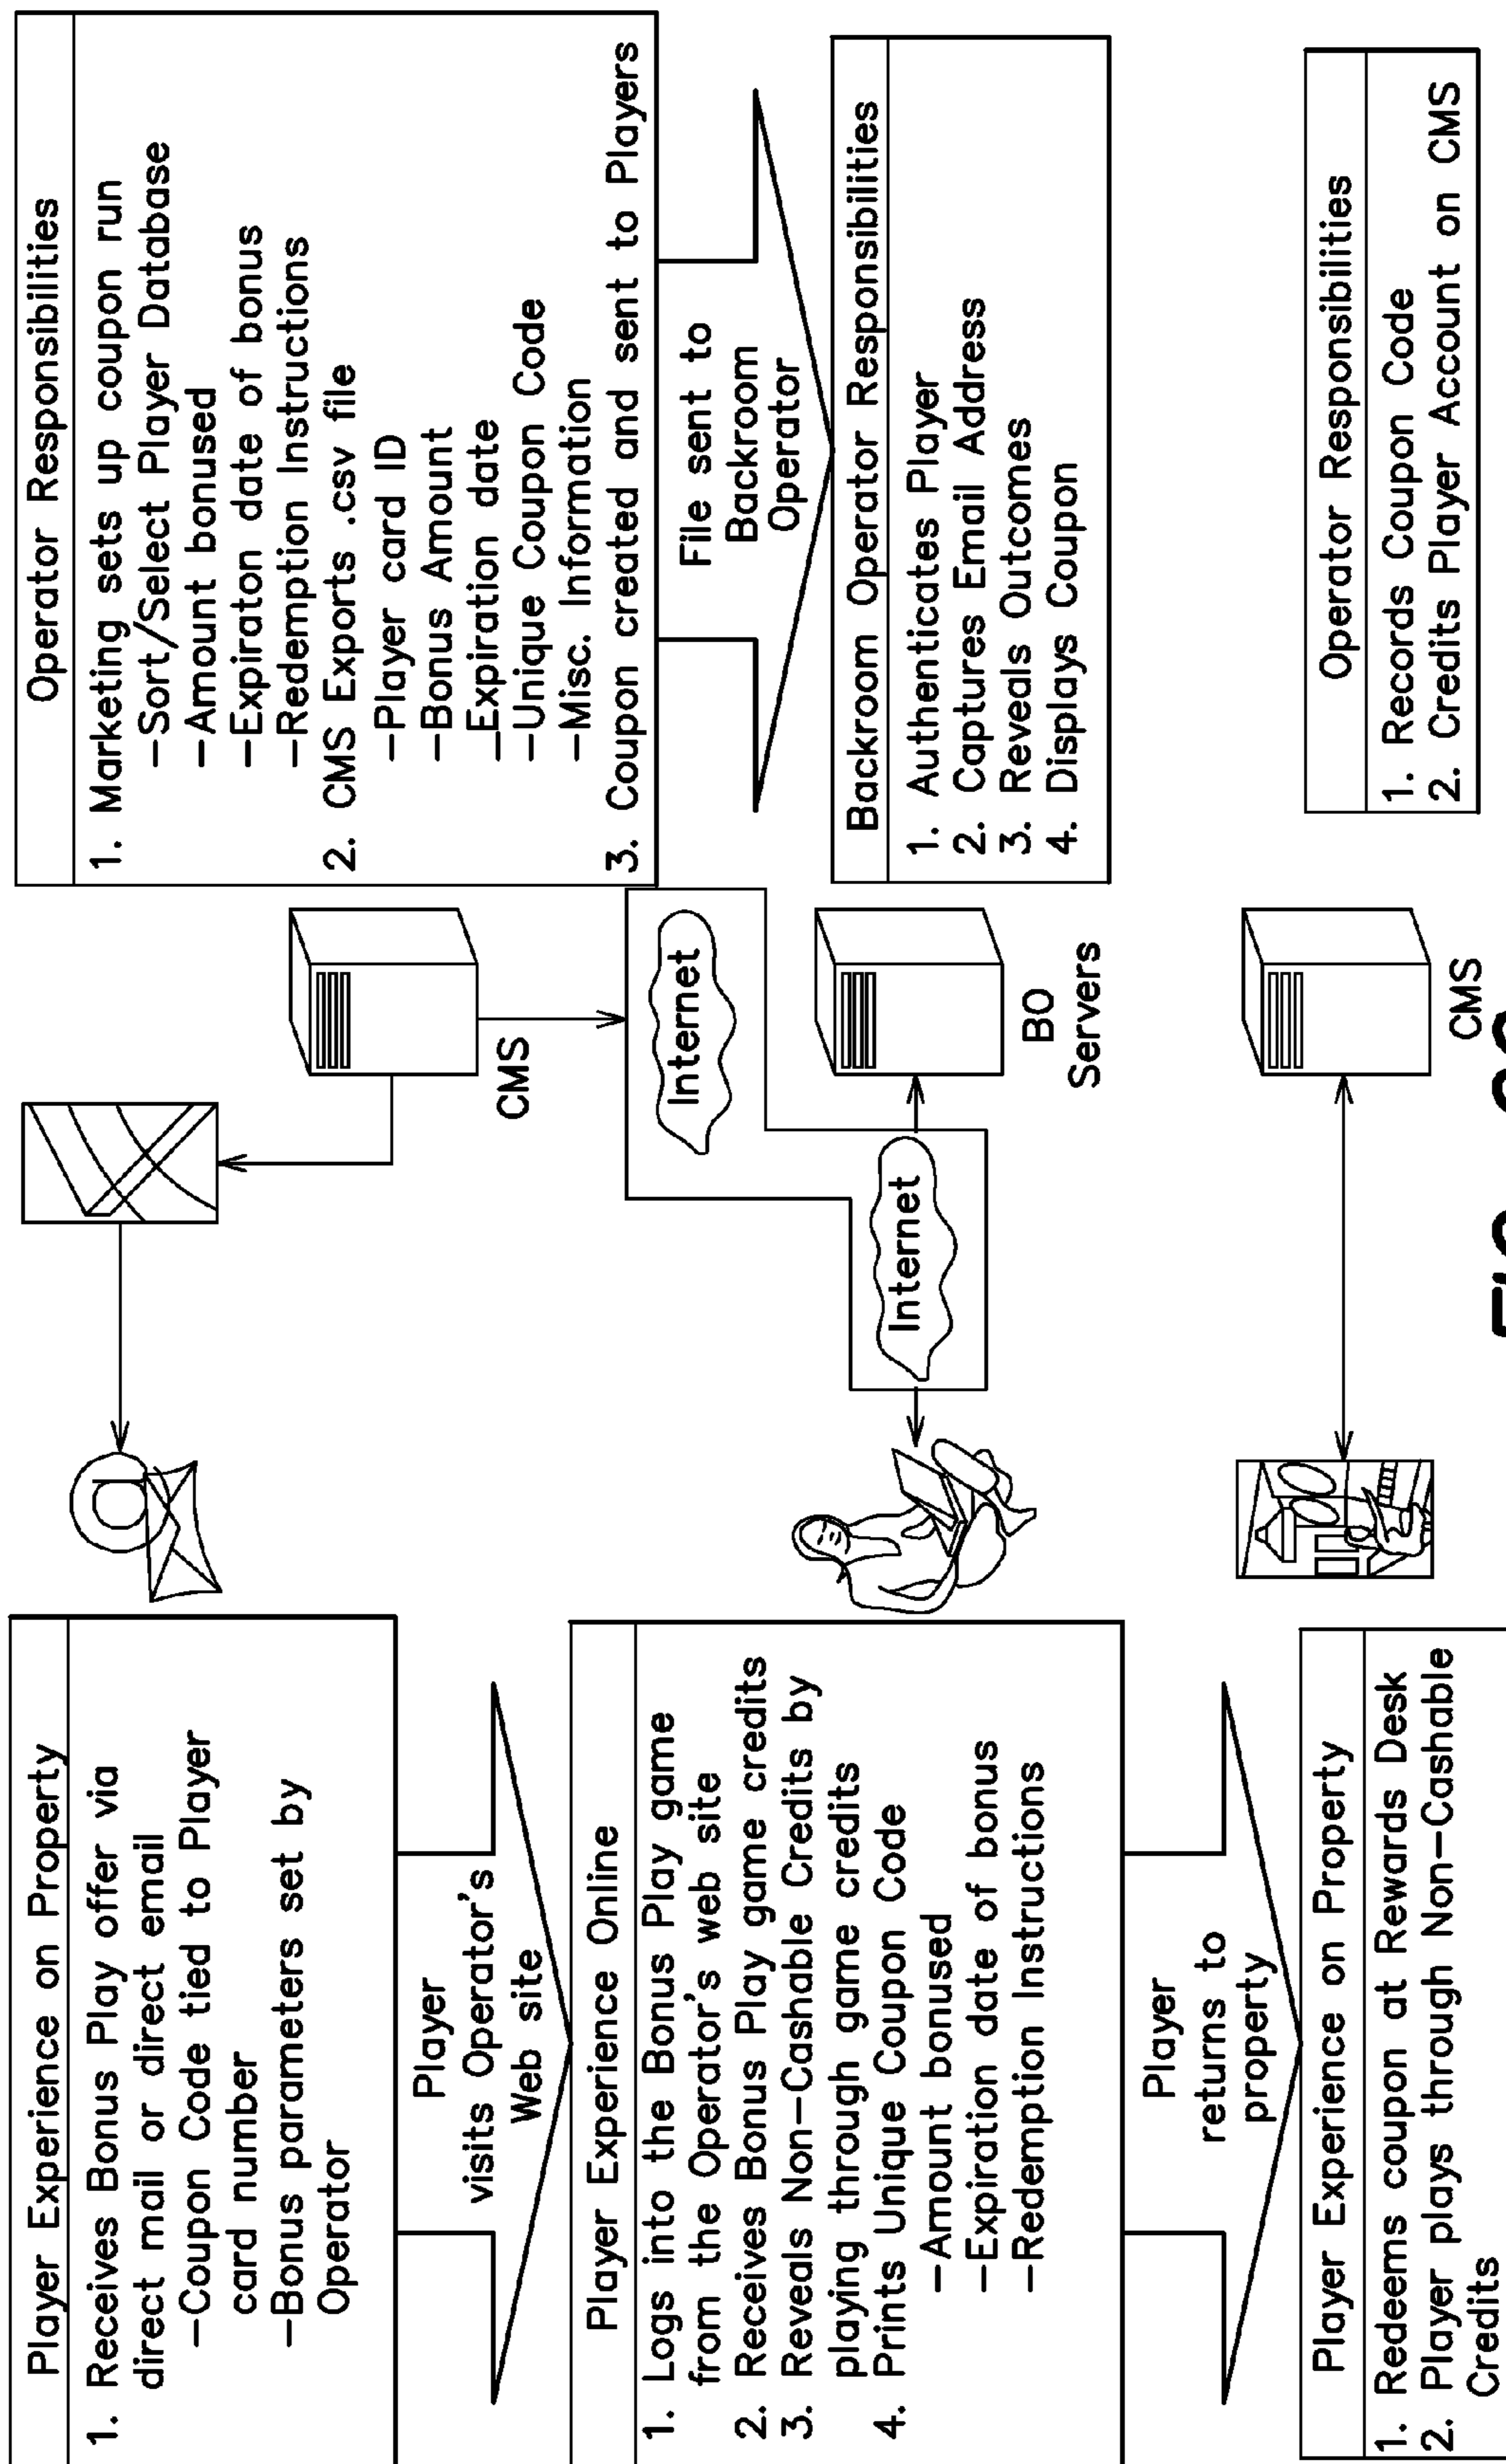 Player Experience on Property
1. Receives Bonus Play offer via
direct mail or direct email
–Coupon Code tied to Player
card number
–Bonus parameters set by
Operator
Player
visits Operator's
Web site
Player Experience Online
1. Logs into the Bonus Play game
from the Operator's web site
2. Receives Bonus Play game credits
3. Reveals Non–Cashable Credits by
playing through game credits
4. Prints Unique Coupon Code
–Amount bonused
–Expiration date of bonus
–Redemption Instructions
Player
returns to
property
Player Experience on Property
1. Redeems coupon at Rewards Desk
2. Player plays through Non–Cashable
Credits
CMS
Internet
Internet
BO
Servers
CMS
Operator Responsibilities
1. Marketing sets up coupon run
–Sort/Select Player Database
–Amount bonused
–Expiraton date of bonus
–Redemption Instructions
2. CMS Exports .csv file
–Player card ID
–Bonus Amount
–Expiration date
–Unique Coupon Code
–Misc. Information
3. Coupon created and sent to Players
File sent to
Backroom
Operator
Backroom Operator Responsibilities
1. Authenticates Player
2. Captures Email Address
3. Reveals Outcomes
4. Displays Coupon
Operator Responsibilities
1. Records Coupon Code
2. Credits Player Account on CMS